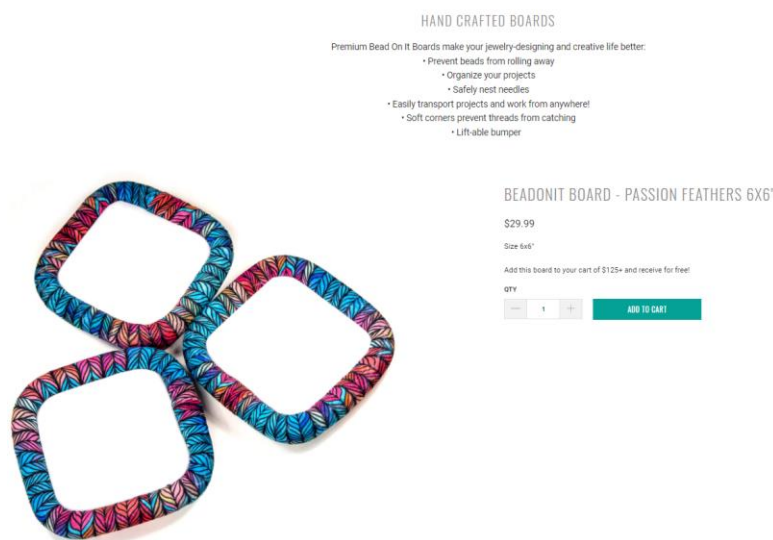 HAND CRAFTED BOARDS
Premium Bead On It Boards make your jewelry-designing and creative life better:
• Prevent beads from rolling away
• Organize your projects
• Safely nest needles
• Easily transport projects and work from anywhere!
• Soft corners prevent threads from catching
• Lift-able bumper
BEADONIT BOARD - PASSION FEATHERS 6X6"
$29.99
Size 6x6"
Add this board to your cart of $125+ and receive for free!
QTY
— 1 +
ADD TO CART